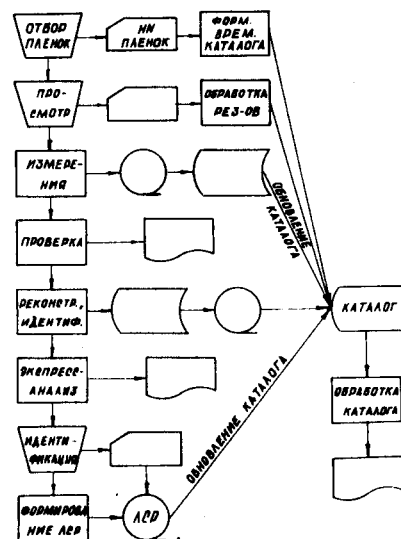 ОТБОР
ПЛЕНОК
НН
ПЛЕНОК
ФОРМ.
ВРЕМ.
КАТАЛОГА
ПРО-
СМОТР
ОБРАБОТКА
РЕЗ-ОВ
ИЗМЕРЕ-
НИЯ
ОБНОВЛЕНИЕ
КАТАЛОГА
ПРОВЕРКА
РЕКОНСТР.,
ИДЕНТИФ.
КАТАЛОГ
ЭКПРЕСС-
АНАЛИЗ
ОБНОВЛЕНИЕ КАТАЛОГА
ОБРАБОТКА
КАТАЛОГА
ИДЕНТИ-
ФИКАЦИЯ
ФОРМИРОВА
НИЕ ЛСР
ЛСР